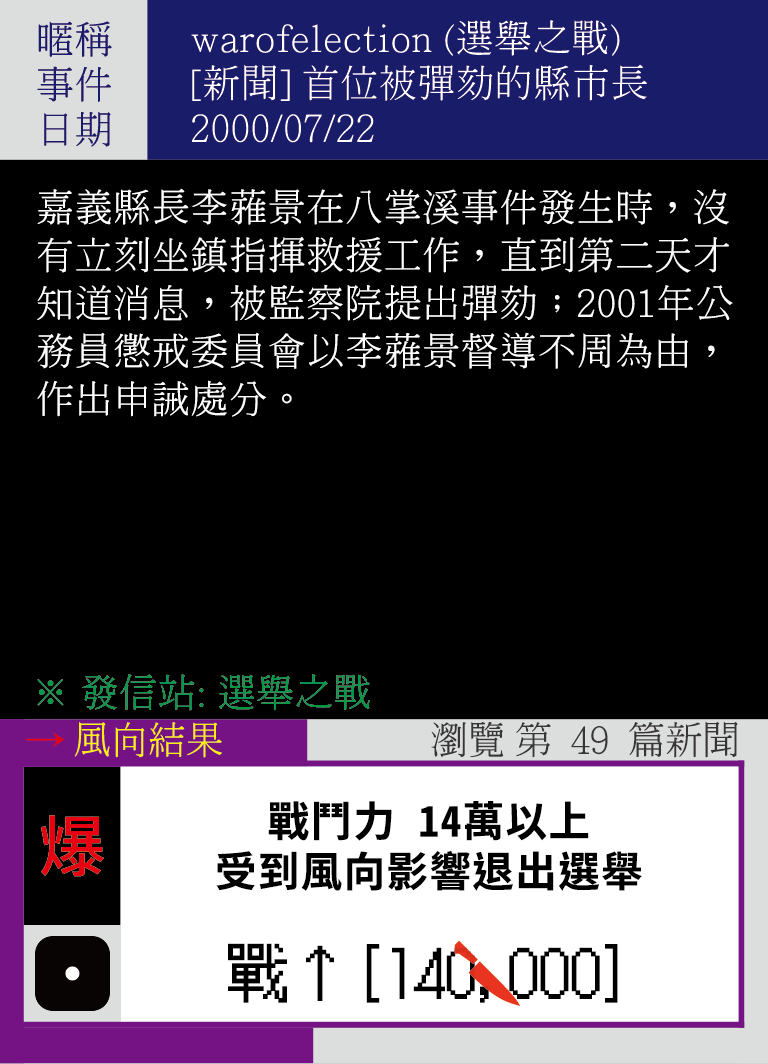 暱稱 warofelection (選舉之戰)
事件 [新聞] 首位被彈劾的縣市長
日期 2000/07/22
嘉義縣長李蕥景在八掌溪事件發生時，沒
有立刻坐鎮指揮救援工作，直到第二天才
知道消息，被監察院提出彈劾；2001年公
務員懲戒委員會以李蕥景督導不周為由，
作出申誡處分。
※ 發信站: 選舉之戰
→ 風向結果
瀏覽 第 49 篇新聞
爆
戰鬥力 14萬以上
受到風向影響退出選舉
戰↑[140,000]